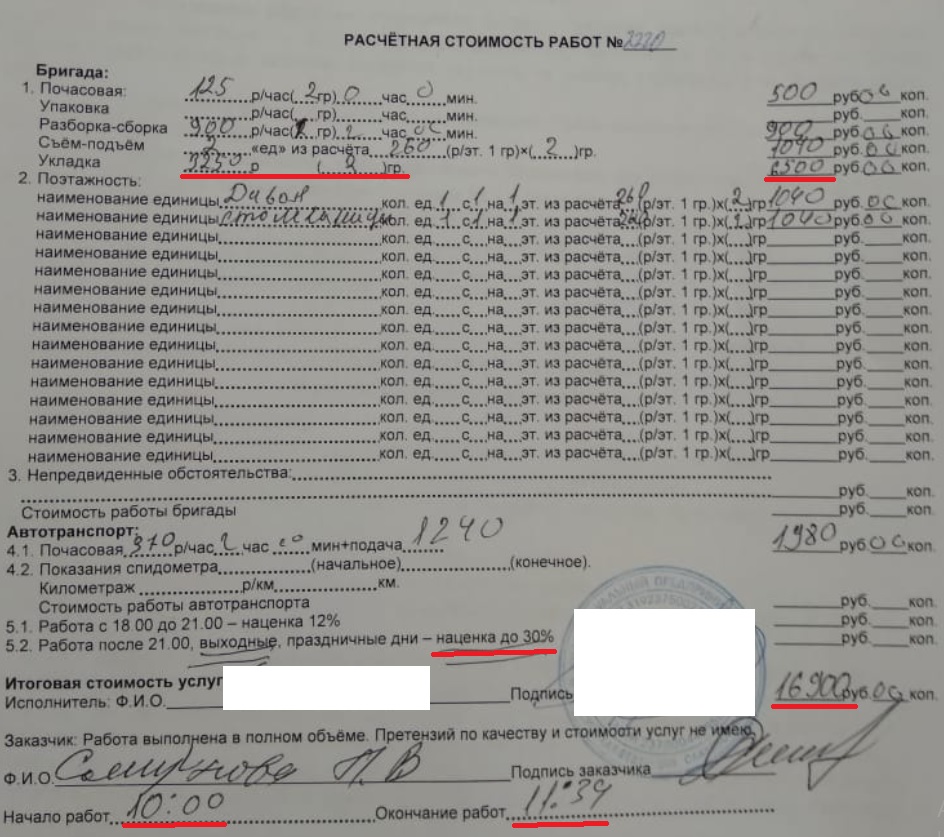 РАСЧЁТНАЯ СТОИМОСТЬ РАБОТ №
Бригада:
1. Почасовая: 125 р/час( 2 гр) 0 час 0 мин. 500 руб 00 коп.
Упаковка р/час( гр) час мин. руб. коп.
Разборка-сборка 900 р/час( гр) час 00 мин. 900 руб. 00 коп.
Съём-подъём 2 «ед» из расчёта 260 (р/эт. 1 гр)×( 2 )гр. 1040 руб. 00 коп.
Укладка 3250 р ( 2 )гр. 6500 руб. 00 коп.
2. Поэтажность:
наименование единицы Диван кол. ед. 1 с 1 на 1 эт. из расчёта 260 (р/эт. 1 гр.)х( 2 )гр 1040 руб. 00 коп.
наименование единицы кол. ед. 1 с 1 на 1 эт. из расчёта (р/эт. 1 гр.)х( 2 )гр 1040 руб. 00 коп.
наименование единицы кол. ед. с на эт. из расчёта (р/эт. 1 гр.)х( )гр руб. коп.
наименование единицы кол. ед. с на эт. из расчёта (р/эт. 1 гр.)х( )гр руб. коп.
наименование единицы кол. ед. с на эт. из расчёта (р/эт. 1 гр.)х( )гр руб. коп.
наименование единицы кол. ед. с на эт. из расчёта (р/эт. 1 гр.)х( )гр руб. коп.
наименование единицы кол. ед. с на эт. из расчёта (р/эт. 1 гр.)х( )гр руб. коп.
наименование единицы кол. ед. с на эт. из расчёта (р/эт. 1 гр.)х( )гр руб. коп.
наименование единицы кол. ед. с на эт. из расчёта (р/эт. 1 гр.)х( )гр руб. коп.
наименование единицы кол. ед. с на эт. из расчёта (р/эт. 1 гр.)х( )гр руб. коп.
наименование единицы кол. ед. с на эт. из расчёта (р/эт. 1 гр.)х( )гр руб. коп.
наименование единицы кол. ед. с на эт. из расчёта (р/эт. 1 гр.)х( )гр руб. коп.
наименование единицы кол. ед. с на эт. из расчёта (р/эт. 1 гр.)х( )гр руб. коп.
наименование единицы кол. ед. с на эт. из расчёта (р/эт. 1 гр.)х( )гр руб. коп.
наименование единицы кол. ед. с на эт. из расчёта (р/эт. 1 гр.)х( )гр руб. коп.
3. Непредвиденные обстоятельства:
руб. коп.
Стоимость работы бригады руб. коп.
Автотранспорт:
4.1. Почасовая 370 р/час 2 час 00 мин+подача 1240 1980 руб 00 коп.
4.2. Показания спидометра (начальное) (конечное).
Километраж р/км км.
Стоимость работы автотранспорта руб. коп.
5.1. Работа с 18.00 до 21.00 – наценка 12% руб. коп.
5.2. Работа после 21.00, выходные, праздничные дни – наценка до 30% руб. коп.
Итоговая стоимость услуг 16900 руб. 00 коп.
Исполнитель: Ф.И.О. Подпись
Заказчик: Работа выполнена в полном объёме. Претензий по качеству и стоимости услуг не имею.
Ф.И.О. Смирнова Подпись заказчика
Начало работ 10:00 Окончание работ 11:39